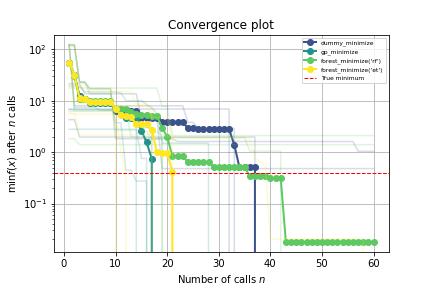 Convergence plot
min f(x) after n calls
10²
10¹
10⁰
10⁻¹
dummy_minimize
gp_minimize
forest_minimize('rf')
forest_minimize('et')
True minimum
0 10 20 30 40 50 60
Number of calls n